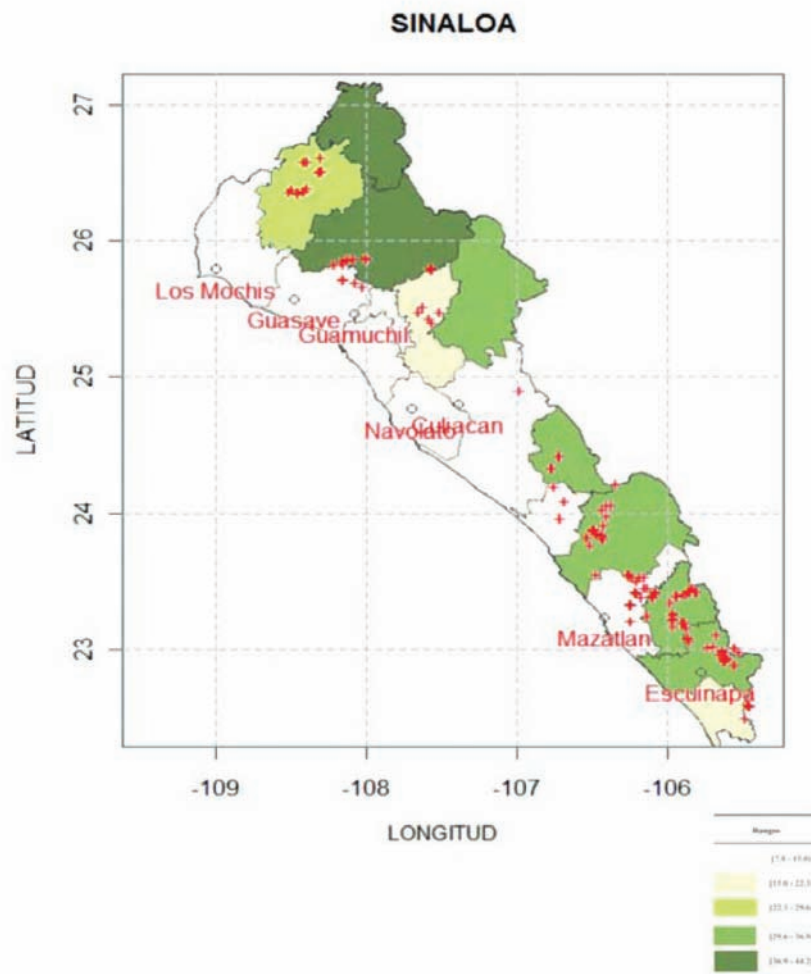 SINALOA
27
26
25
24
23
LATITUD
Los Mochis
Guasave
Guamuchil
Navolato
Culiacan
Mazatlan
Escuinapa
-109
-108
-107
-106
LONGITUD
Rangos